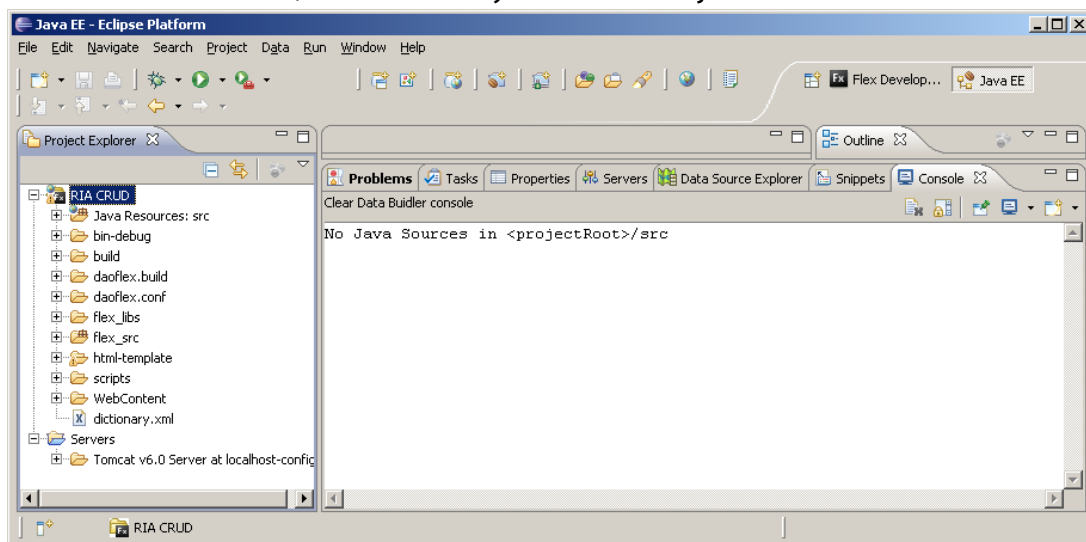 Java EE - Eclipse Platform
File Edit Navigate Search Project Data Run Window Help
Flex Develop... Java EE
Project Explorer
Outline
Problems Tasks Properties Servers Data Source Explorer Snippets Console
RIA CRUD
Java Resources: src
bin-debug
build
daoflex.build
daoflex.conf
flex_libs
flex_src
html-template
scripts
WebContent
dictionary.xml
Servers
Tomcat v6.0 Server at localhost-config
Clear Data Buidler console
No Java Sources in <projectRoot>/src
RIA CRUD